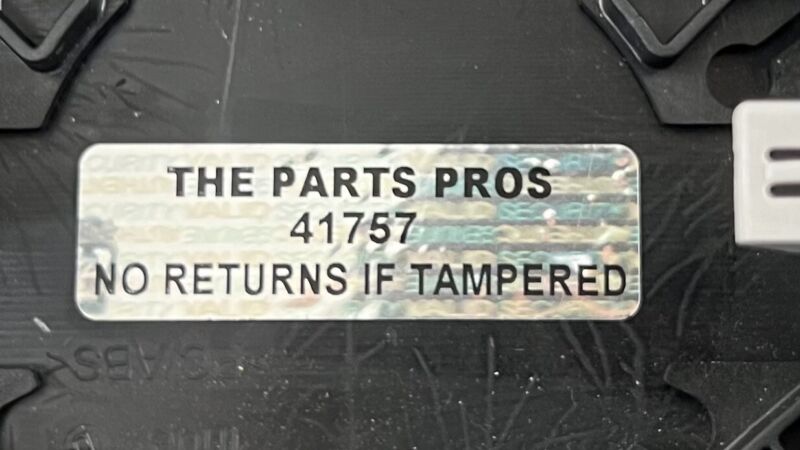 THE PARTS PROS
41757
NO RETURNS IF TAMPERED